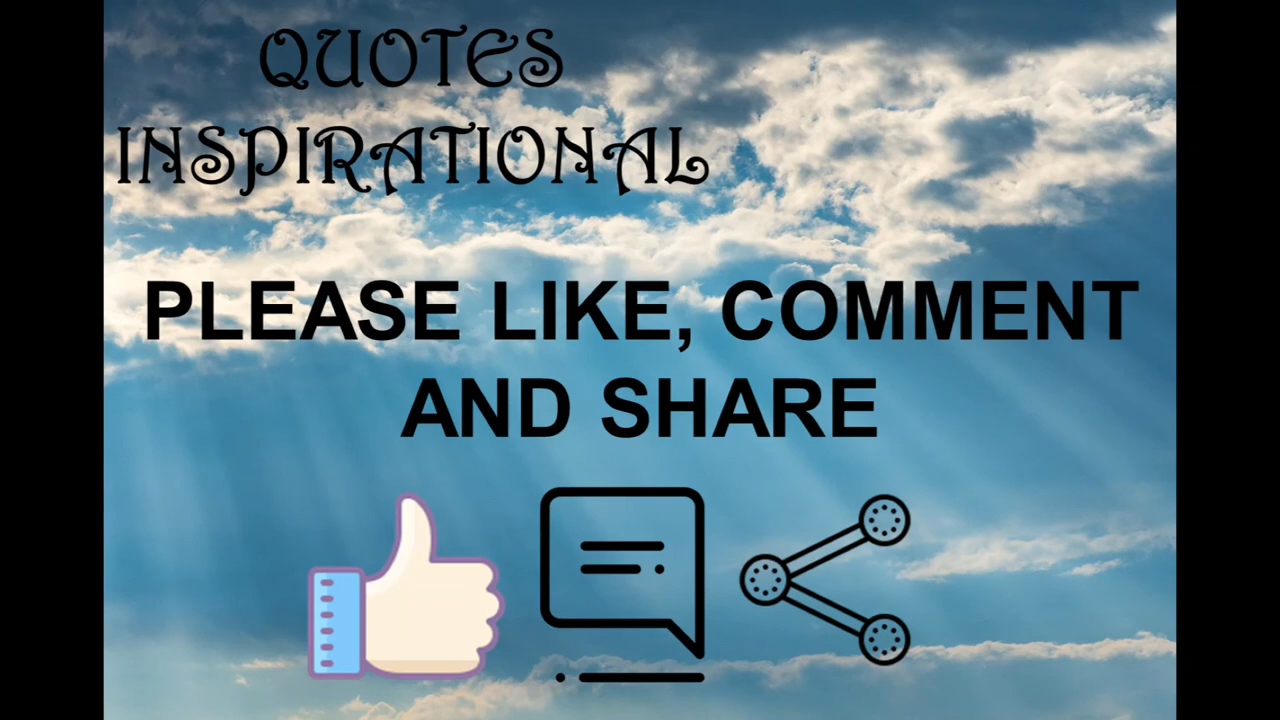 QUOTES
INSPIRATIONAL
PLEASE LIKE, COMMENT
AND SHARE